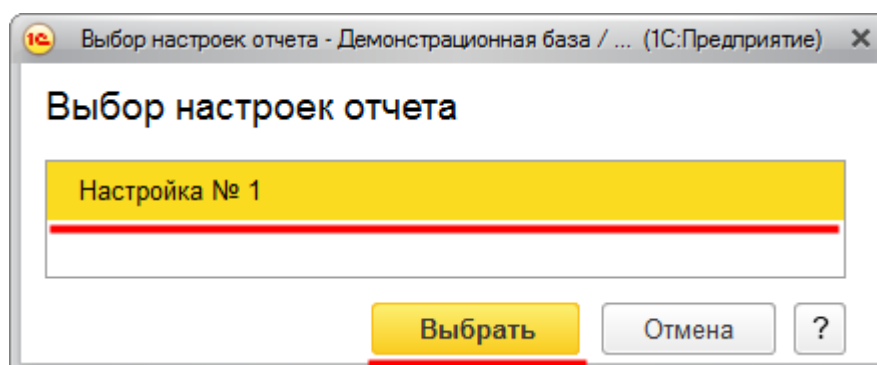 1С Выбор настроек отчета - Демонстрационная база / ... (1С:Предприятие)
Выбор настроек отчета
Настройка № 1
Выбрать Отмена ?